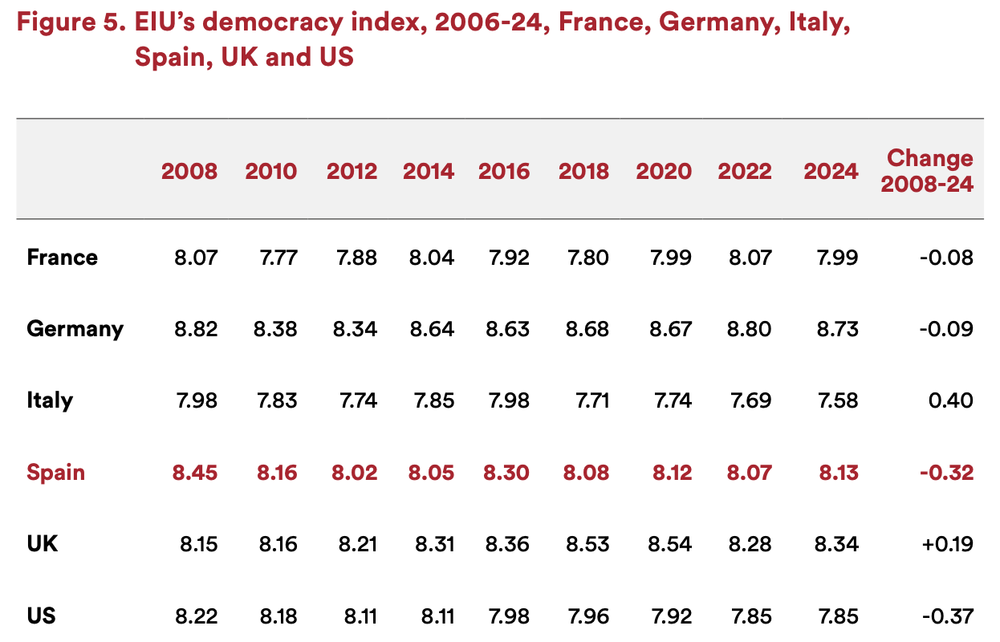 Figure 5. EIU's democracy index, 2006-24, France, Germany, Italy,
Spain, UK and US
2008 2010 2012 2014 2016 2018 2020 2022 2024 Change 2008-24
France 8.07 7.77 7.88 8.04 7.92 7.80 7.99 8.07 7.99 -0.08
Germany 8.82 8.38 8.34 8.64 8.63 8.68 8.67 8.80 8.73 -0.09
Italy 7.98 7.83 7.74 7.85 7.98 7.71 7.74 7.69 7.58 0.40
Spain 8.45 8.16 8.02 8.05 8.30 8.08 8.12 8.07 8.13 -0.32
UK 8.15 8.16 8.21 8.31 8.36 8.53 8.54 8.28 8.34 +0.19
US 8.22 8.18 8.11 8.11 7.98 7.96 7.92 7.85 7.85 -0.37